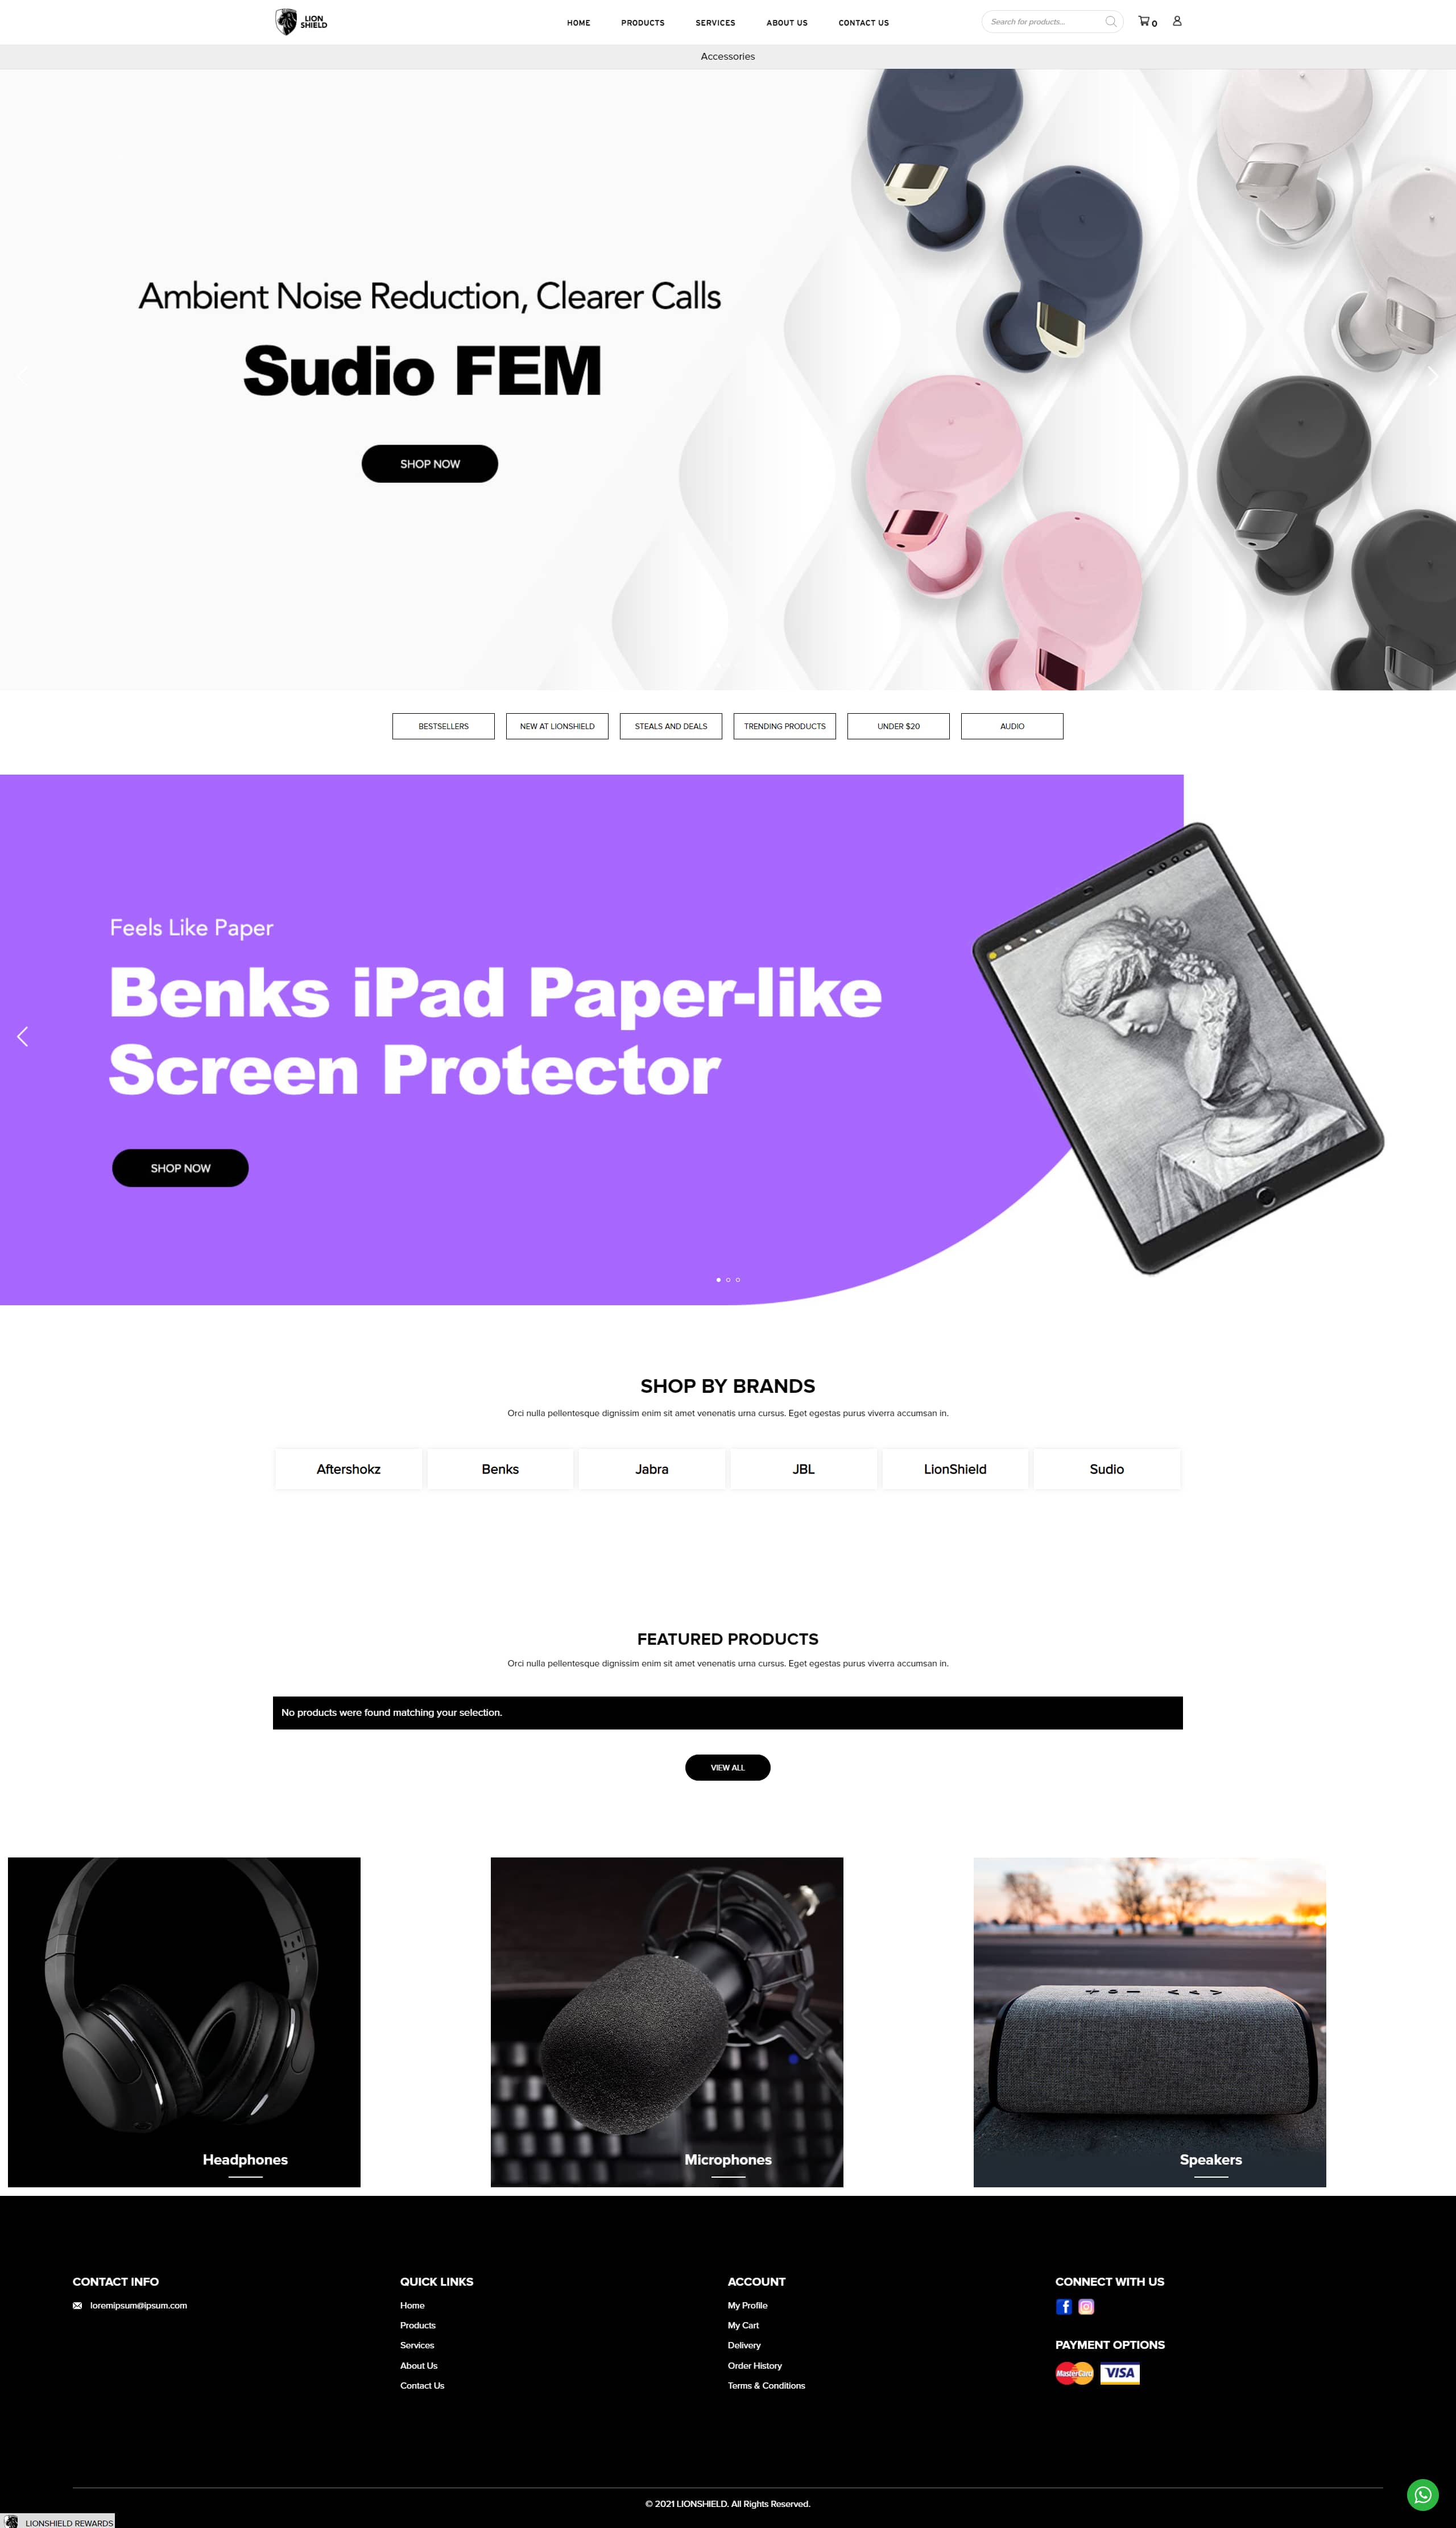 LION
SHIELD
HOME PRODUCTS SERVICES ABOUT US CONTACT US
Search for products...
0
Accessories
Ambient Noise Reduction, Clearer Calls
Sudio FEM
SHOP NOW
BESTSELLERS NEW AT LIONSHIELD STEALS AND DEALS TRENDING PRODUCTS UNDER $20 AUDIO
Feels Like Paper
Benks iPad Paper-like
Screen Protector
SHOP NOW
SHOP BY BRANDS
Orci nulla pellentesque dignissim enim sit amet venenatis urna cursus. Eget egestas purus viverra accumsan in.
Aftershokz Benks Jabra JBL LionShield Sudio
FEATURED PRODUCTS
Orci nulla pellentesque dignissim enim sit amet venenatis urna cursus. Eget egestas purus viverra accumsan in.
No products were found matching your selection.
VIEW ALL
Headphones Microphones Speakers
CONTACT INFO
loremipsum@ipsum.com
QUICK LINKS
Home
Products
Services
About Us
Contact Us
ACCOUNT
My Profile
My Cart
Delivery
Order History
Terms & Conditions
CONNECT WITH US
PAYMENT OPTIONS
MasterCard VISA
© 2021 LIONSHIELD. All Rights Reserved.
LIONSHIELD REWARDS